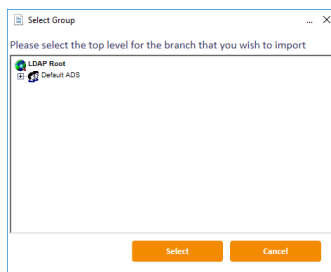 Select Group
...
Please select the top level for the branch that you wish to import
LDAP Root
Default ADS
Select
Cancel